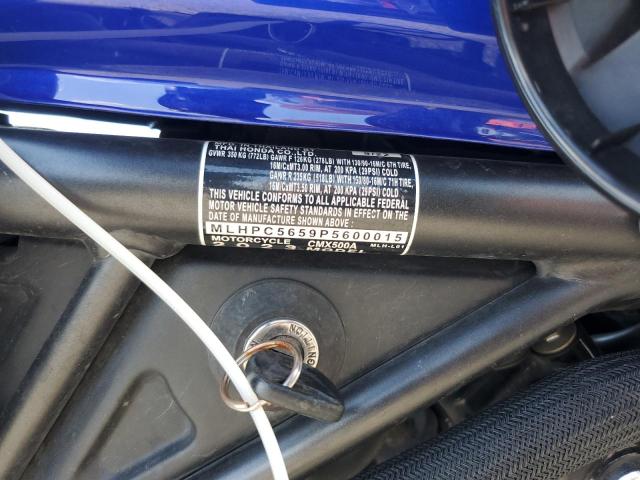 THAI HONDA CO.,LTD.
GVWR 350 KG (772LB) GAWR F 126KG (278LB) WITH 130/90-16M/C 67H TIRE,
16M/CxMT3.00 RIM, AT 200 KPA (29PSI) COLD
GAWR R WITH 150/80-16M/C 71H TIRE,
16M/CxMT3.50 RIM, AT 200 KPA (29PSI) COLD
THIS VEHICLE CONFORMS TO ALL APPLICABLE FEDERAL
MOTOR VEHICLE SAFETY STANDARDS IN EFFECT ON THE
DATE OF MANUFACTURE SHOWN ABOVE.
MLHPC5659P5600015
MOTORCYCLE CMX500A MLH-L01
2023 MODEL
IGNITION